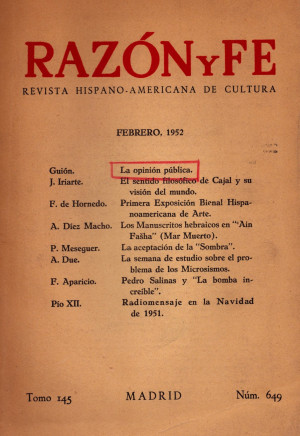 RAZÓN Y FE
REVISTA HISPANO-AMERICANA DE CULTURA
FEBRERO, 1952
Guión. La opinión pública.
J. Iriarte. El sentido filosófico de Cajal y su
visión del mundo.
F. de Hornedo. Primera Exposición Birnal Hispa-
noamericana de Arte.
A. Díez Macho. Los Manuscritos hebraicos en "'Ain
Fašha" (Mar Muerto).
P. Meseguer. La aceptación de la "Sombra".
A. Due. La semana de estudio sobre el pro-
blema de los Microsismos.
F. Aparicio. Pedro Salinas y "La bomba in-
creíble".
Pío XII. Radiomensaje en la Navidad
de 1951.
Tomo 145 MADRID Núm. 649